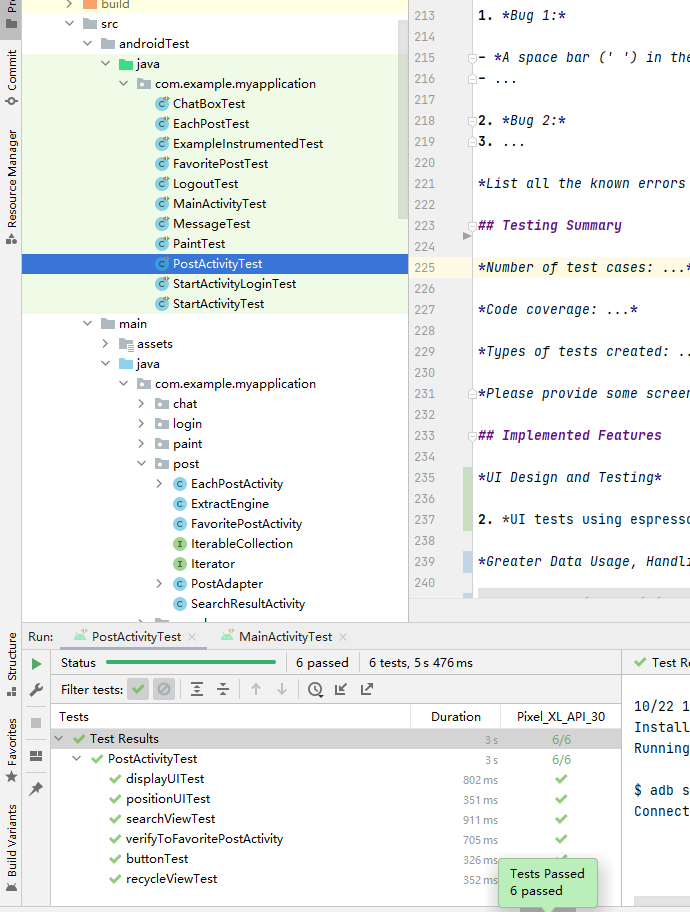 Pr
Commit
Resource Manager
Structure
Favorites
Build Variants
build
src
androidTest
java
com.example.myapplication
ChatBoxTest
EachPostTest
ExampleInstrumentedTest
FavoritePostTest
LogoutTest
MainActivityTest
MessageTest
PaintTest
PostActivityTest
StartActivityLoginTest
StartActivityTest
main
assets
java
com.example.myapplication
chat
login
paint
post
EachPostActivity
ExtractEngine
FavoritePostActivity
IterableCollection
Iterator
PostAdapter
SearchResultActivity
213 1. *Bug 1:*
214
215 - *A space bar (' ') in the
216 - ...
217
218 2. *Bug 2:*
219 3. ...
220
221 *List all the known errors
222
223 ## Testing Summary
224
225 *Number of test cases: ...*
226
227 *Code coverage: ...*
228
229 *Types of tests created: ..
230
231 *Please provide some screen
232
233 ## Implemented Features
234
235 *UI Design and Testing*
236
237 2. *UI tests using espresso
238
239 *Greater Data Usage, Handli
240
Run: PostActivityTest MainActivityTest
Status 6 passed 6 tests, 5 s 476 ms
Filter tests:
Tests Duration Pixel_XL_API_30
Test Results 3 s 6/6
PostActivityTest 3 s 6/6
displayUITest 802 ms
positionUITest 351 ms
searchViewTest 911 ms
verifyToFavoritePostActivity 705 ms
buttonTest 326 ms
recycleViewTest 352 ms
Test Re
10/22 1
Install
Running
$ adb s
Connect
Tests Passed
6 passed